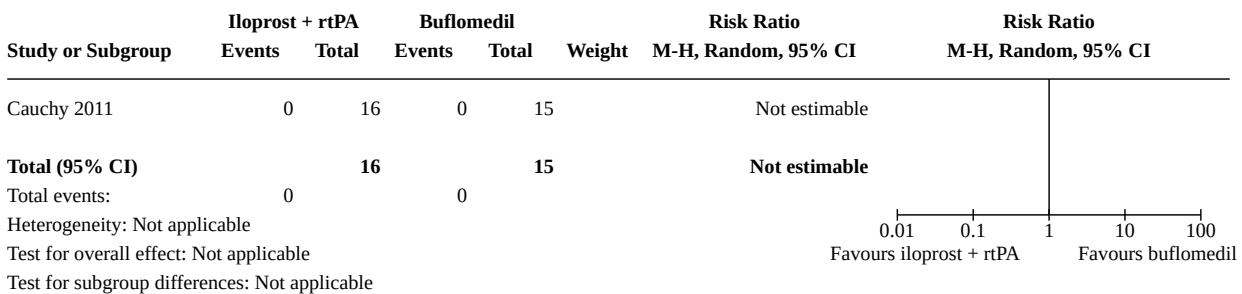 Iloprost + rtPA Buflomedil Risk Ratio Risk Ratio
Study or Subgroup Events Total Events Total Weight M-H, Random, 95% CI M-H, Random, 95% CI
Cauchy 2011 0 16 0 15 Not estimable
Total (95% CI) 16 15 Not estimable
Total events: 0 0
Heterogeneity: Not applicable
0.01 0.1 1 10 100
Test for overall effect: Not applicable Favours iloprost + rtPA Favours buflomedil
Test for subgroup differences: Not applicable